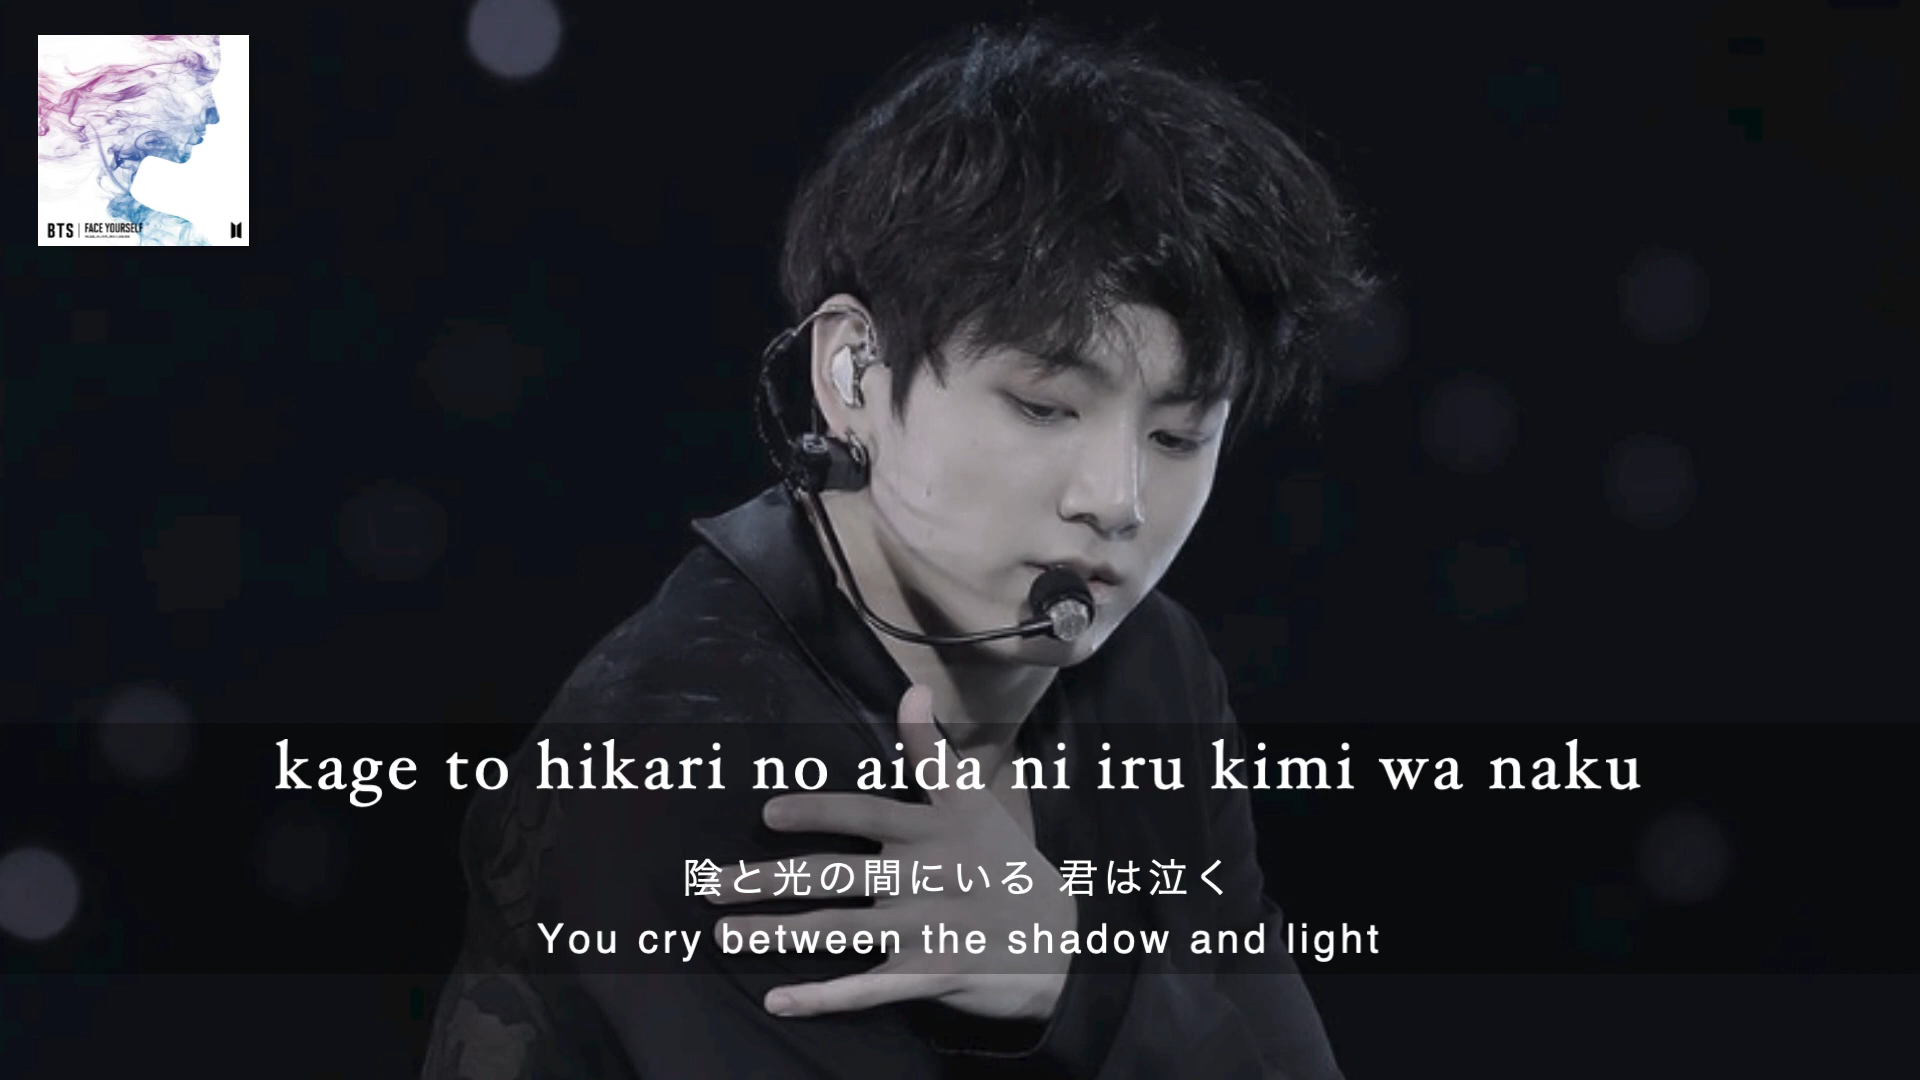 BTS | FACE YOURSELF
kage to hikari no aida ni iru kimi wa naku
陰と光の間にいる 君は泣く
You cry between the shadow and light